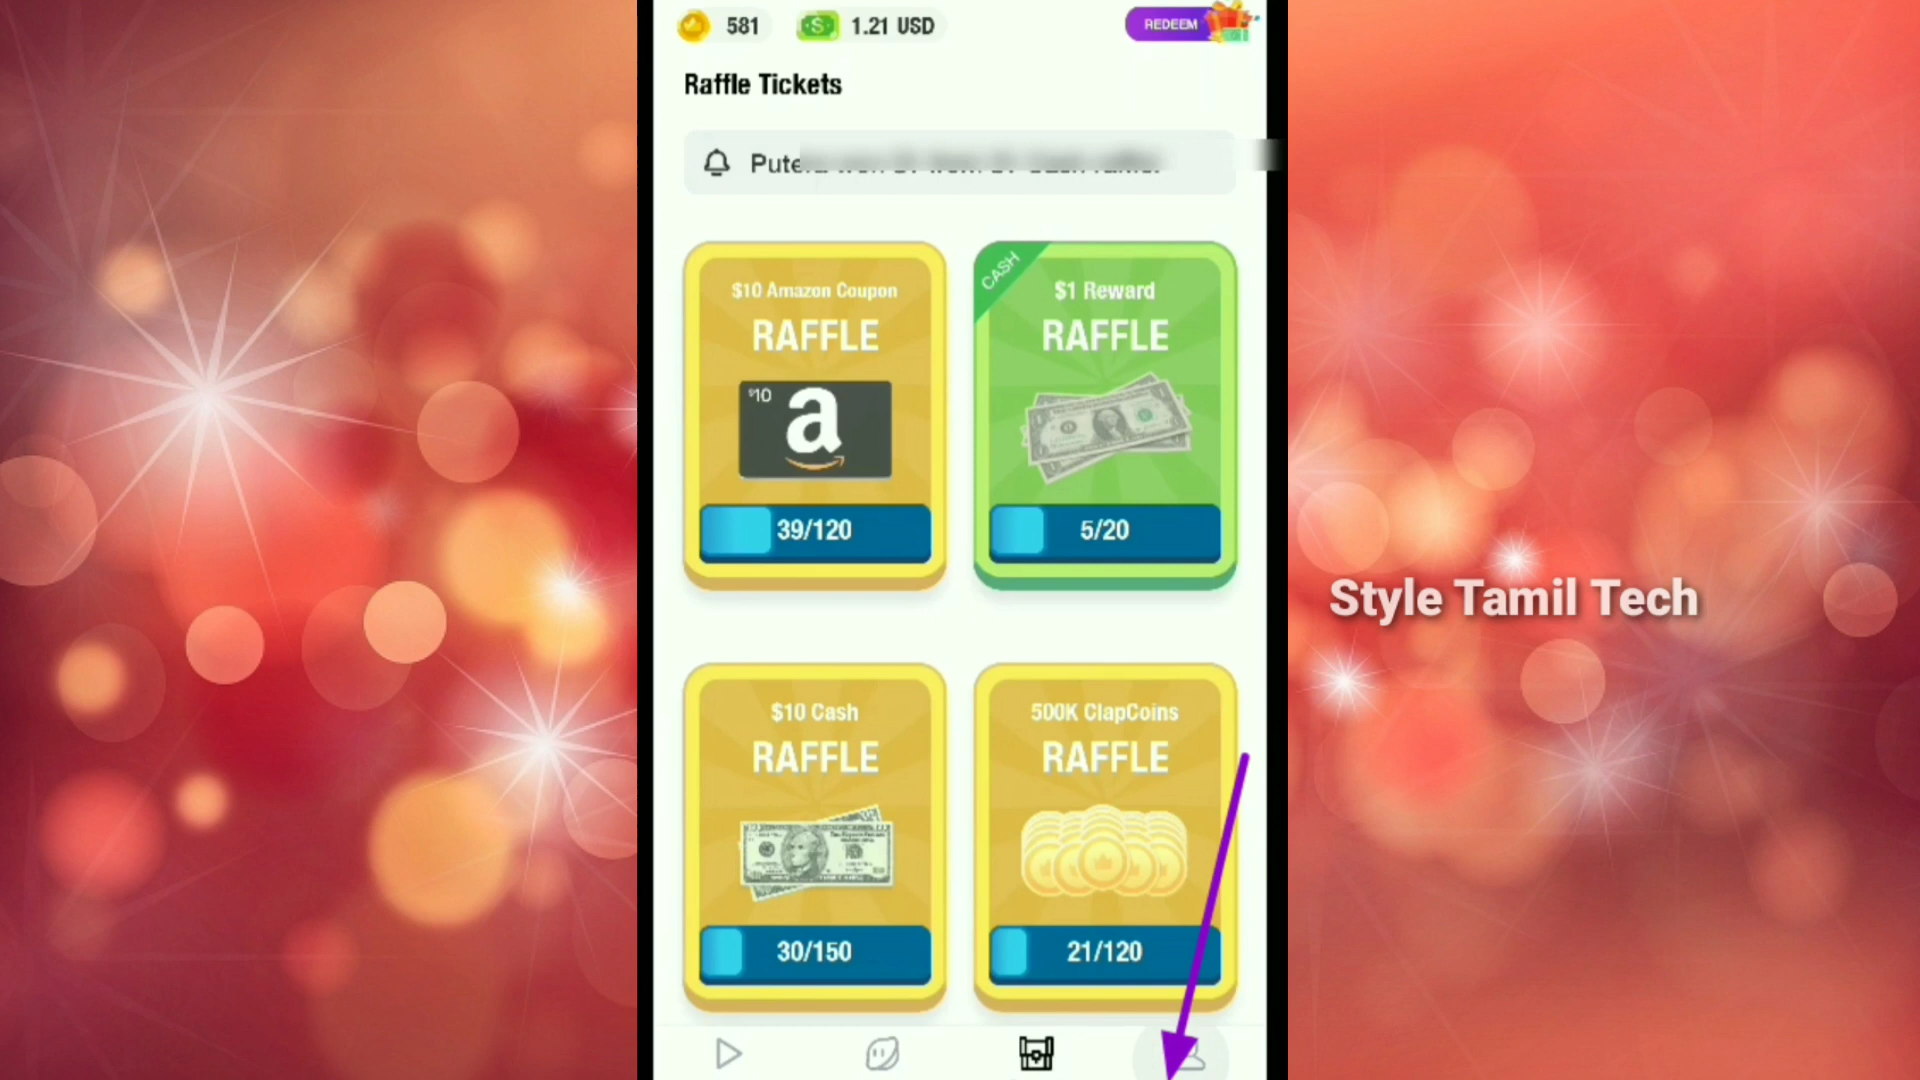 581
1.21 USD
REDEEM
Raffle Tickets
$10 Amazon Coupon
RAFFLE
$10
a
39/120
CASH
$1 Reward
RAFFLE
5/20
Style Tamil Tech
$10 Cash
RAFFLE
30/150
500K ClapCoins
RAFFLE
21/120